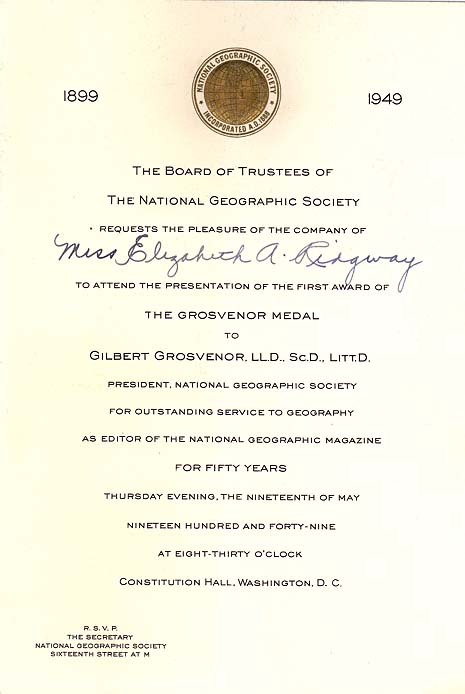 NATIONAL GEOGRAPHIC SOCIETY
INCORPORATED A.D. 1888
1899
1949
THE BOARD OF TRUSTEES OF
THE NATIONAL GEOGRAPHIC SOCIETY
REQUESTS THE PLEASURE OF THE COMPANY OF
Miss Elizabeth A. Ridgway
TO ATTEND THE PRESENTATION OF THE FIRST AWARD OF
THE GROSVENOR MEDAL
TO
GILBERT GROSVENOR, LL.D., SC.D., LITT.D.
PRESIDENT, NATIONAL GEOGRAPHIC SOCIETY
FOR OUTSTANDING SERVICE TO GEOGRAPHY
AS EDITOR OF THE NATIONAL GEOGRAPHIC MAGAZINE
FOR FIFTY YEARS
THURSDAY EVENING, THE NINETEENTH OF MAY
NINETEEN HUNDRED AND FORTY-NINE
AT EIGHT-THIRTY O'CLOCK
CONSTITUTION HALL, WASHINGTON, D. C.
R. S. V. P.
THE SECRETARY
NATIONAL GEOGRAPHIC SOCIETY
SIXTEENTH STREET AT M